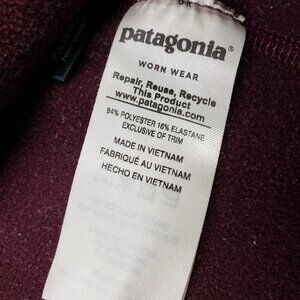 patagonia®
WORN WEAR
Repair, Reuse, Recycle
This Product
www.patagonia.com
84% POLYESTER 16% ELASTANE
EXCLUSIVE OF TRIM
MADE IN VIETNAM
FABRIQUÉ AU VIETNAM
HECHO EN VIETNAM